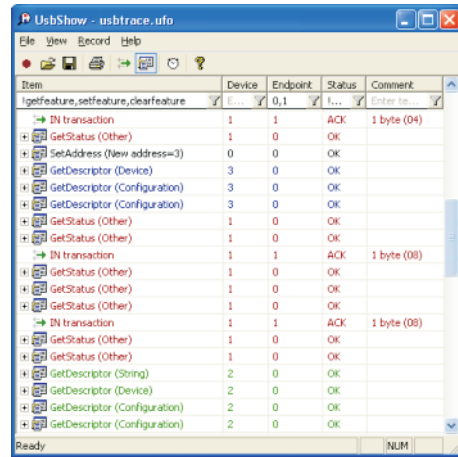 UsbShow - usbtrace.ufo
File View Record Help
Item Device Endpoint Status Comment
!getfeature,setfeature,clearfeature E... 0,1 !... Enter te...
IN transaction 1 1 ACK 1 byte (04)
GetStatus (Other) 1 0 OK
SetAddress (New address=3) 0 0 OK
GetDescriptor (Device) 3 0 OK
GetDescriptor (Configuration) 3 0 OK
GetDescriptor (Configuration) 3 0 OK
GetStatus (Other) 1 0 OK
GetStatus (Other) 1 0 OK
IN transaction 1 1 ACK 1 byte (08)
GetStatus (Other) 1 0 OK
GetStatus (Other) 1 0 OK
GetStatus (Other) 1 0 OK
IN transaction 1 1 ACK 1 byte (08)
GetStatus (Other) 1 0 OK
GetStatus (Other) 1 0 OK
GetDescriptor (String) 2 0 OK
GetDescriptor (Device) 2 0 OK
GetDescriptor (Configuration) 2 0 OK
GetDescriptor (Configuration) 2 0 OK
Ready NUM